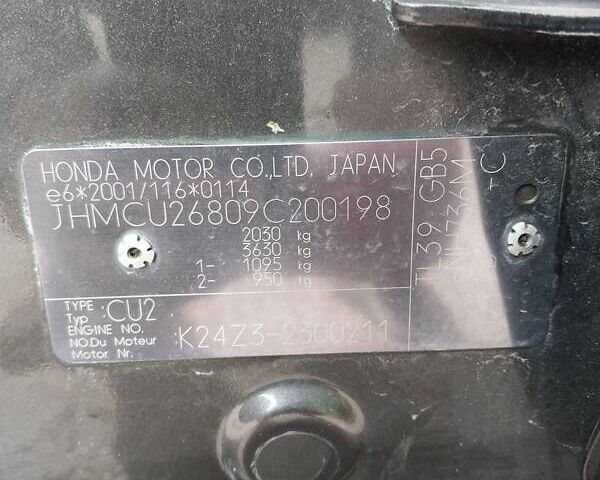 HONDA MOTOR CO.,LTD. JAPAN
e6*2001/116*0114
JHMCU26809C200198
2030 kg
3630 kg
1- 1095 kg
2- 950 kg
TYPE
Typ :CU2
ENGINE NO.
NO.Du Moteur :K24Z3-2300211
Motor Nr.
TL39 GB5
-C